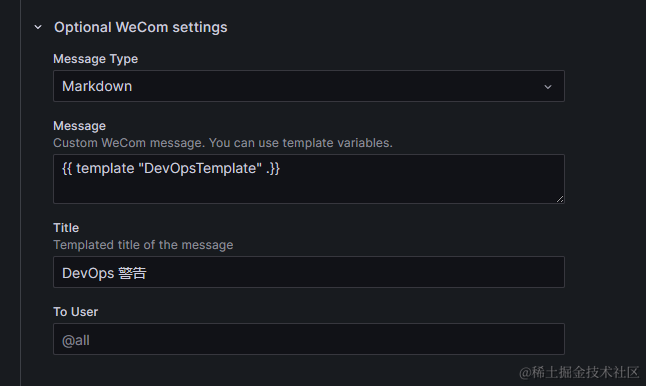 Optional WeCom settings
Message Type
Markdown
Message
Custom WeCom message. You can use template variables.
{{ template "DevOpsTemplate" .}}
Title
Templated title of the message
DevOps 警告
To User
@all
@稀土掘金技术社区